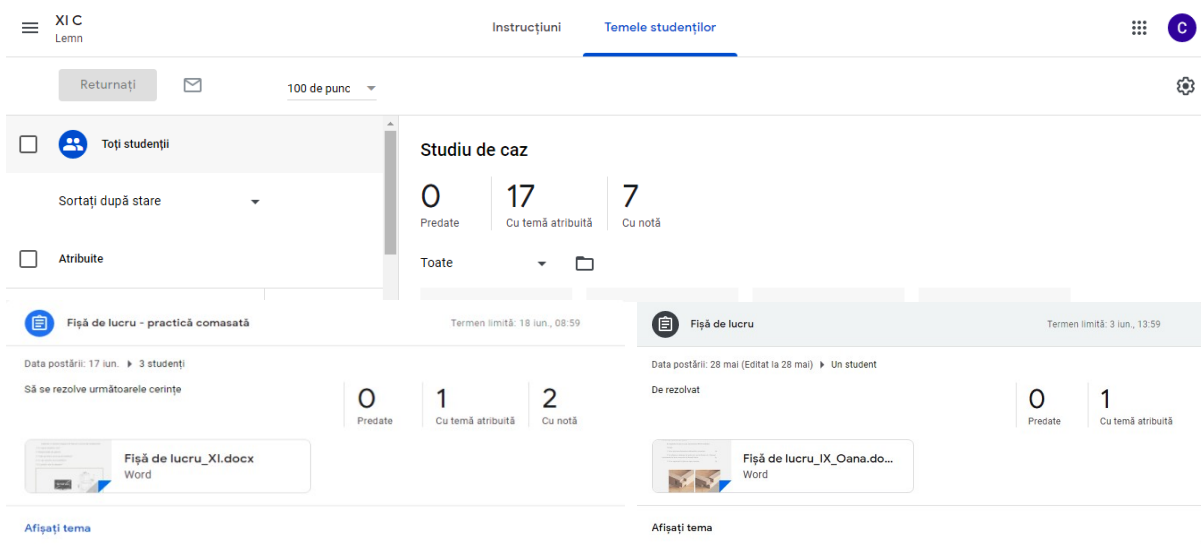 XI C
Lemn
Instrucțiuni
Temele studenților
C
Returnați
100 de punc
Toți studenții
Sortați după stare
Atribuite
Studiu de caz
0 17 7
Predate Cu temă atribuită Cu notă
Toate
Fișă de lucru - practică comasată
Termen limită: 18 iun., 08:59
Data postării: 17 iun. 3 studenți
Să se rezolve următoarele cerințe
0 1 2
Predate Cu temă atribuită Cu notă
Fișă de lucru_XI.docx
Word
Afișați tema
Fișă de lucru
Termen limită: 3 iun., 13:59
Data postării: 28 mai (Editat la 28 mai) Un student
De rezolvat
0 1
Predate Cu temă atribuită
Fișă de lucru_IX_Oana.do...
Word
Afișați tema